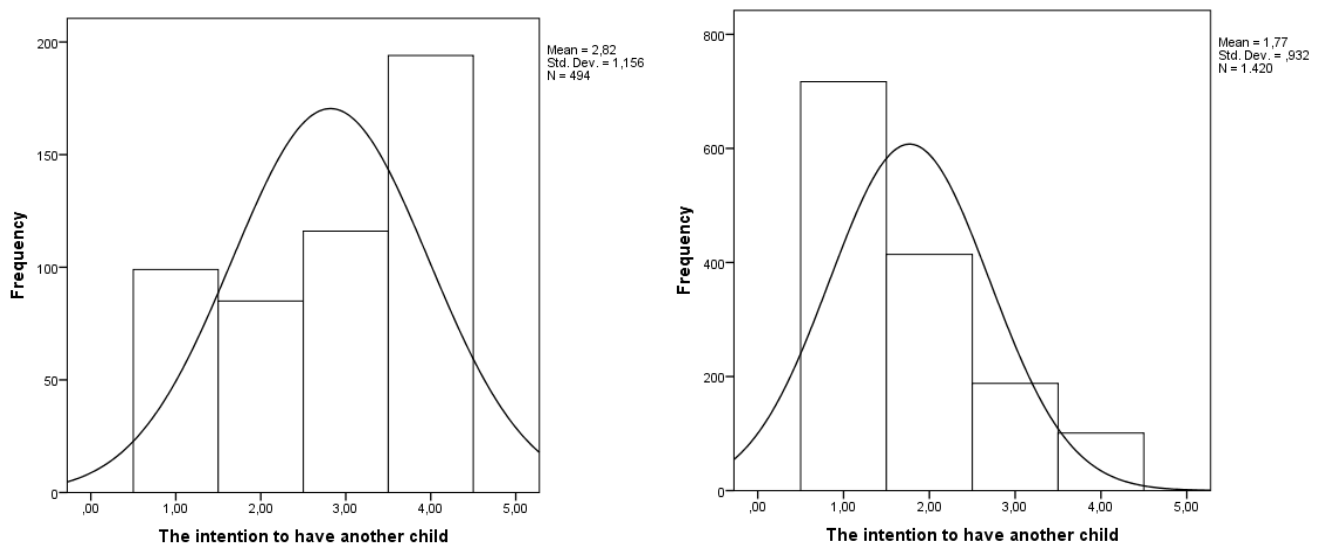 Mean = 2,82
Std. Dev. = 1,156
N = 494
200
150
100
50
0
,00 1,00 2,00 3,00 4,00 5,00
Frequency
The intention to have another child
Mean = 1,77
Std. Dev. = ,932
N = 1.420
800
600
400
200
0
,00 1,00 2,00 3,00 4,00 5,00
Frequency
The intention to have another child